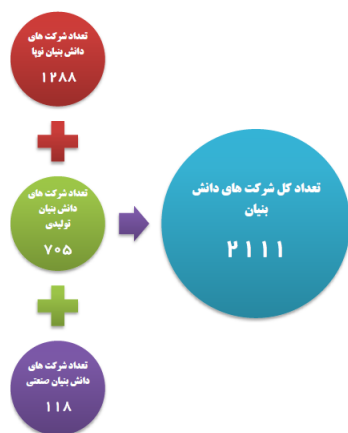 تعداد شرکت های
دانش بنیان نوپا
۱۲۸۸
تعداد شرکت های
دانش بنیان
تولیدی
۷۰۵
تعداد شرکت های
دانش بنیان صنعتی
۱۱۸
تعداد کل شرکت های دانش
بنیان
۲۱۱۱